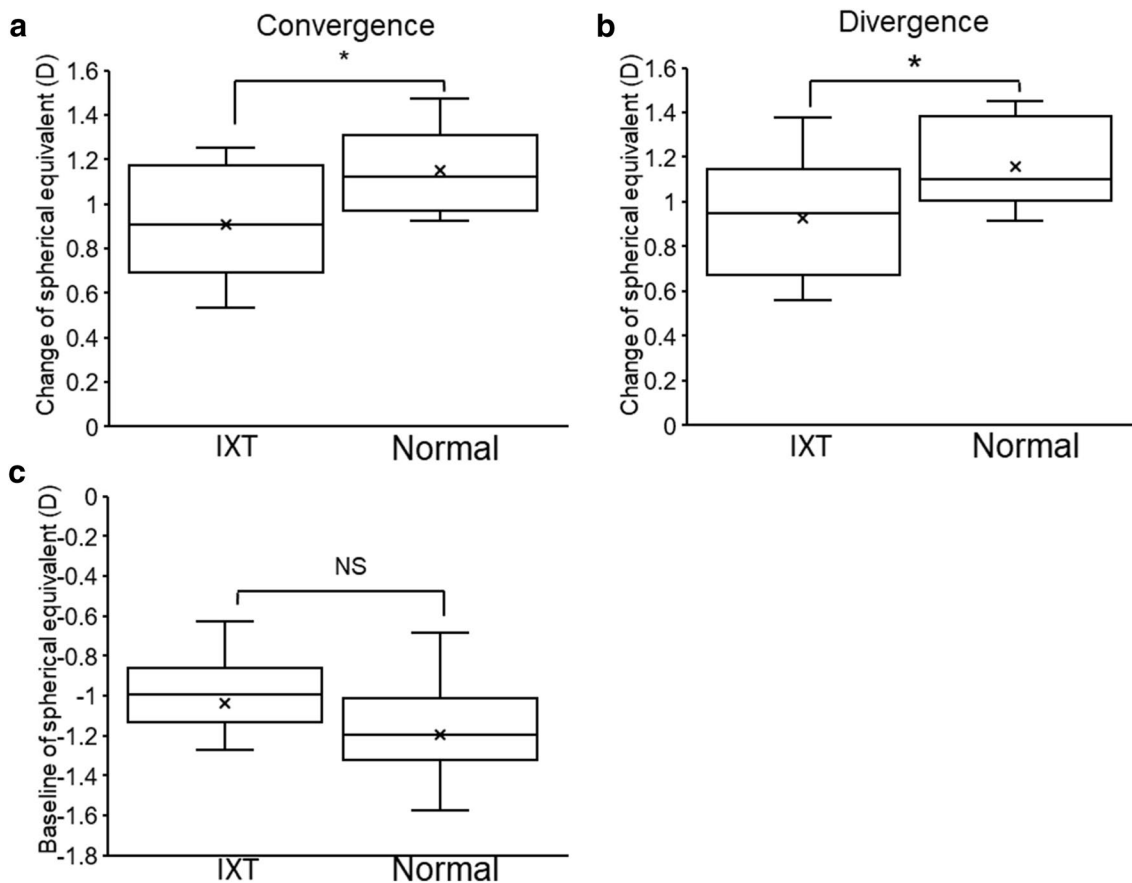 a
Convergence
*
Change of spherical equivalent (D)
1.6
1.4
1.2
1
0.8
0.6
0.4
0.2
0
IXT
Normal
b
Divergence
*
Change of spherical equivalent (D)
1.6
1.4
1.2
1
0.8
0.6
0.4
0.2
0
IXT
Normal
c
NS
Baseline of spherical equivalent (D)
0
-0.2
-0.4
-0.6
-0.8
-1
-1.2
-1.4
-1.6
-1.8
IXT
Normal